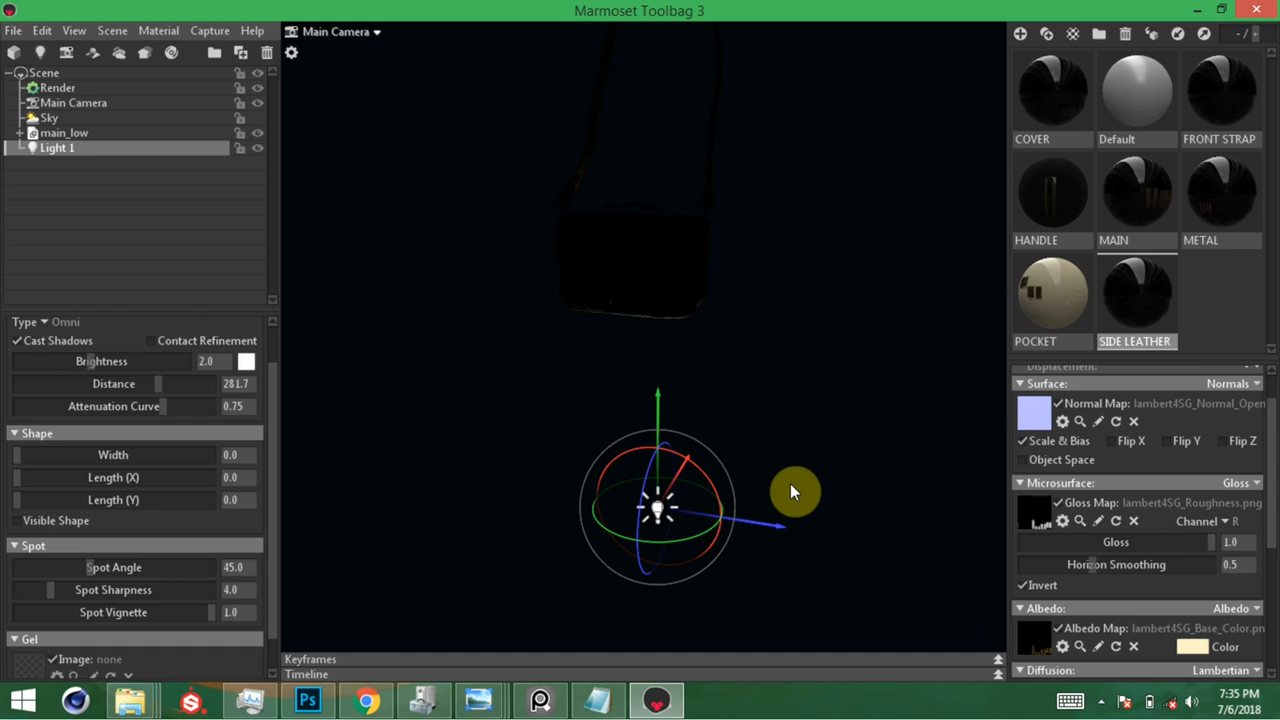 Marmoset Toolbag 3
File Edit View Scene Material Capture Help
Main Camera
- / +
Scene
Render
Main Camera
Sky
main_low
Light 1
COVER Default FRONT STRAP
HANDLE MAIN METAL
POCKET SIDE LEATHER
Type Omni
Cast Shadows Contact Refinement
Brightness 2.0
Distance 281.7
Attenuation Curve 0.75
Shape
Width 0.0
Length (X) 0.0
Length (Y) 0.0
Visible Shape
Spot
Spot Angle 45.0
Spot Sharpness 4.0
Spot Vignette 1.0
Gel
Image: none
Displacement:
Surface: Normals
Normal Map: lambert4SG_Normal_Open
Scale & Bias Flip X Flip Y Flip Z
Object Space
Microsurface: Gloss
Gloss Map: lambert4SG_Roughness.png
Channel R
Gloss 1.0
Horizon Smoothing 0.5
Invert
Albedo: Albedo
Albedo Map: lambert4SG_Base_Color.pn
Color
Diffusion: Lambertian
Keyframes
Timeline
Ps
7:35 PM
7/6/2018